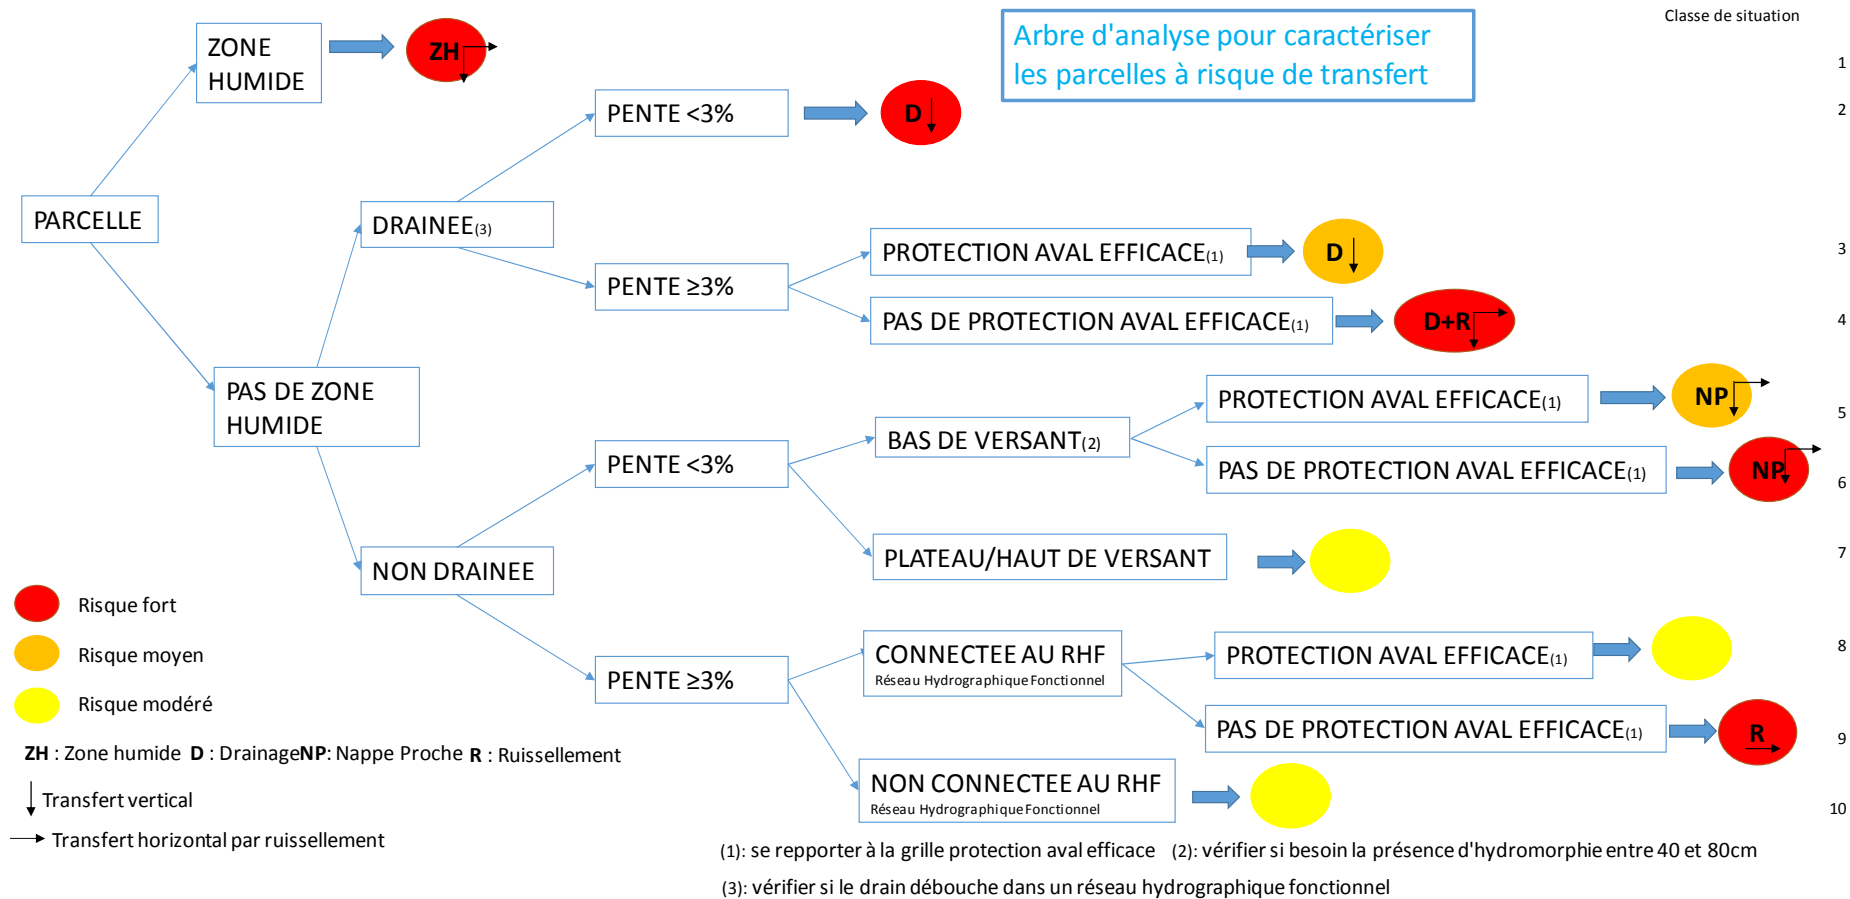 Classe de situation
Arbre d'analyse pour caractériser
les parcelles à risque de transfert
ZONE
HUMIDE
ZH
1
PENTE <3%
D
2
PARCELLE
DRAINEE(3)
PROTECTION AVAL EFFICACE(1)
D
3
PENTE ≥3%
PAS DE PROTECTION AVAL EFFICACE(1)
D+R
4
PAS DE ZONE
HUMIDE
PROTECTION AVAL EFFICACE(1)
NP
5
BAS DE VERSANT(2)
PENTE <3%
PAS DE PROTECTION AVAL EFFICACE(1)
NP
6
PLATEAU/HAUT DE VERSANT
7
NON DRAINEE
Risque fort
Risque moyen
Risque modéré
CONNECTEE AU RHF
Réseau Hydrographique Fonctionnel
PROTECTION AVAL EFFICACE(1)
8
PENTE ≥3%
PAS DE PROTECTION AVAL EFFICACE(1)
R
9
NON CONNECTEE AU RHF
Réseau Hydrographique Fonctionnel
10
ZH : Zone humide D : DrainageNP: Nappe Proche R : Ruissellement
Transfert vertical
Transfert horizontal par ruissellement
(1): se repporter à la grille protection aval efficace (2): vérifier si besoin la présence d'hydromorphie entre 40 et 80cm
(3): vérifier si le drain débouche dans un réseau hydrographique fonctionnel